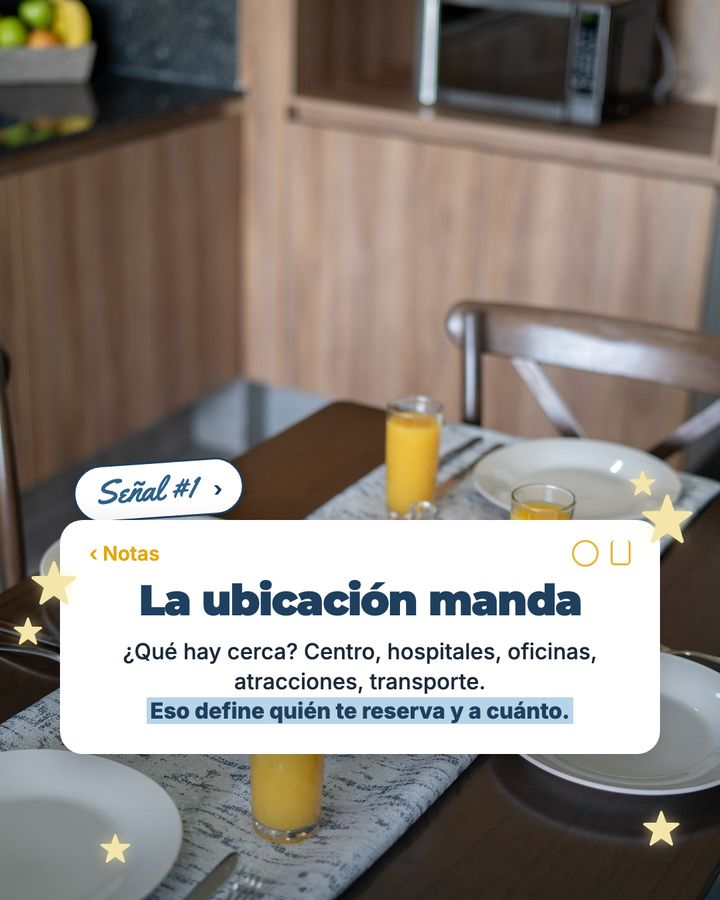 Señal #1 ›
‹ Notas
La ubicación manda
¿Qué hay cerca? Centro, hospitales, oficinas,
atracciones, transporte.
Eso define quién te reserva y a cuánto.